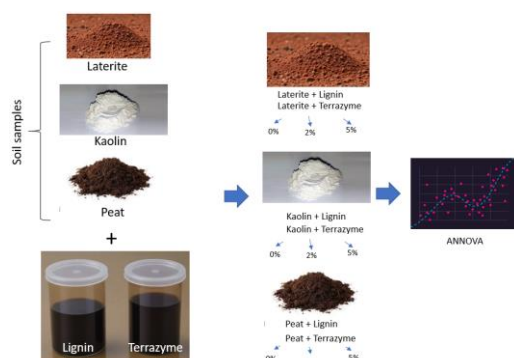 Soil samples
Laterite
Kaolin
Peat
+
Lignin
Terrazyme
Laterite + Lignin
Laterite + Terrazyme
0%
2%
5%
Kaolin + Lignin
Kaolin + Terrazyme
0%
2%
5%
Peat + Lignin
Peat + Terrazyme
0%
5%
ANNOVA